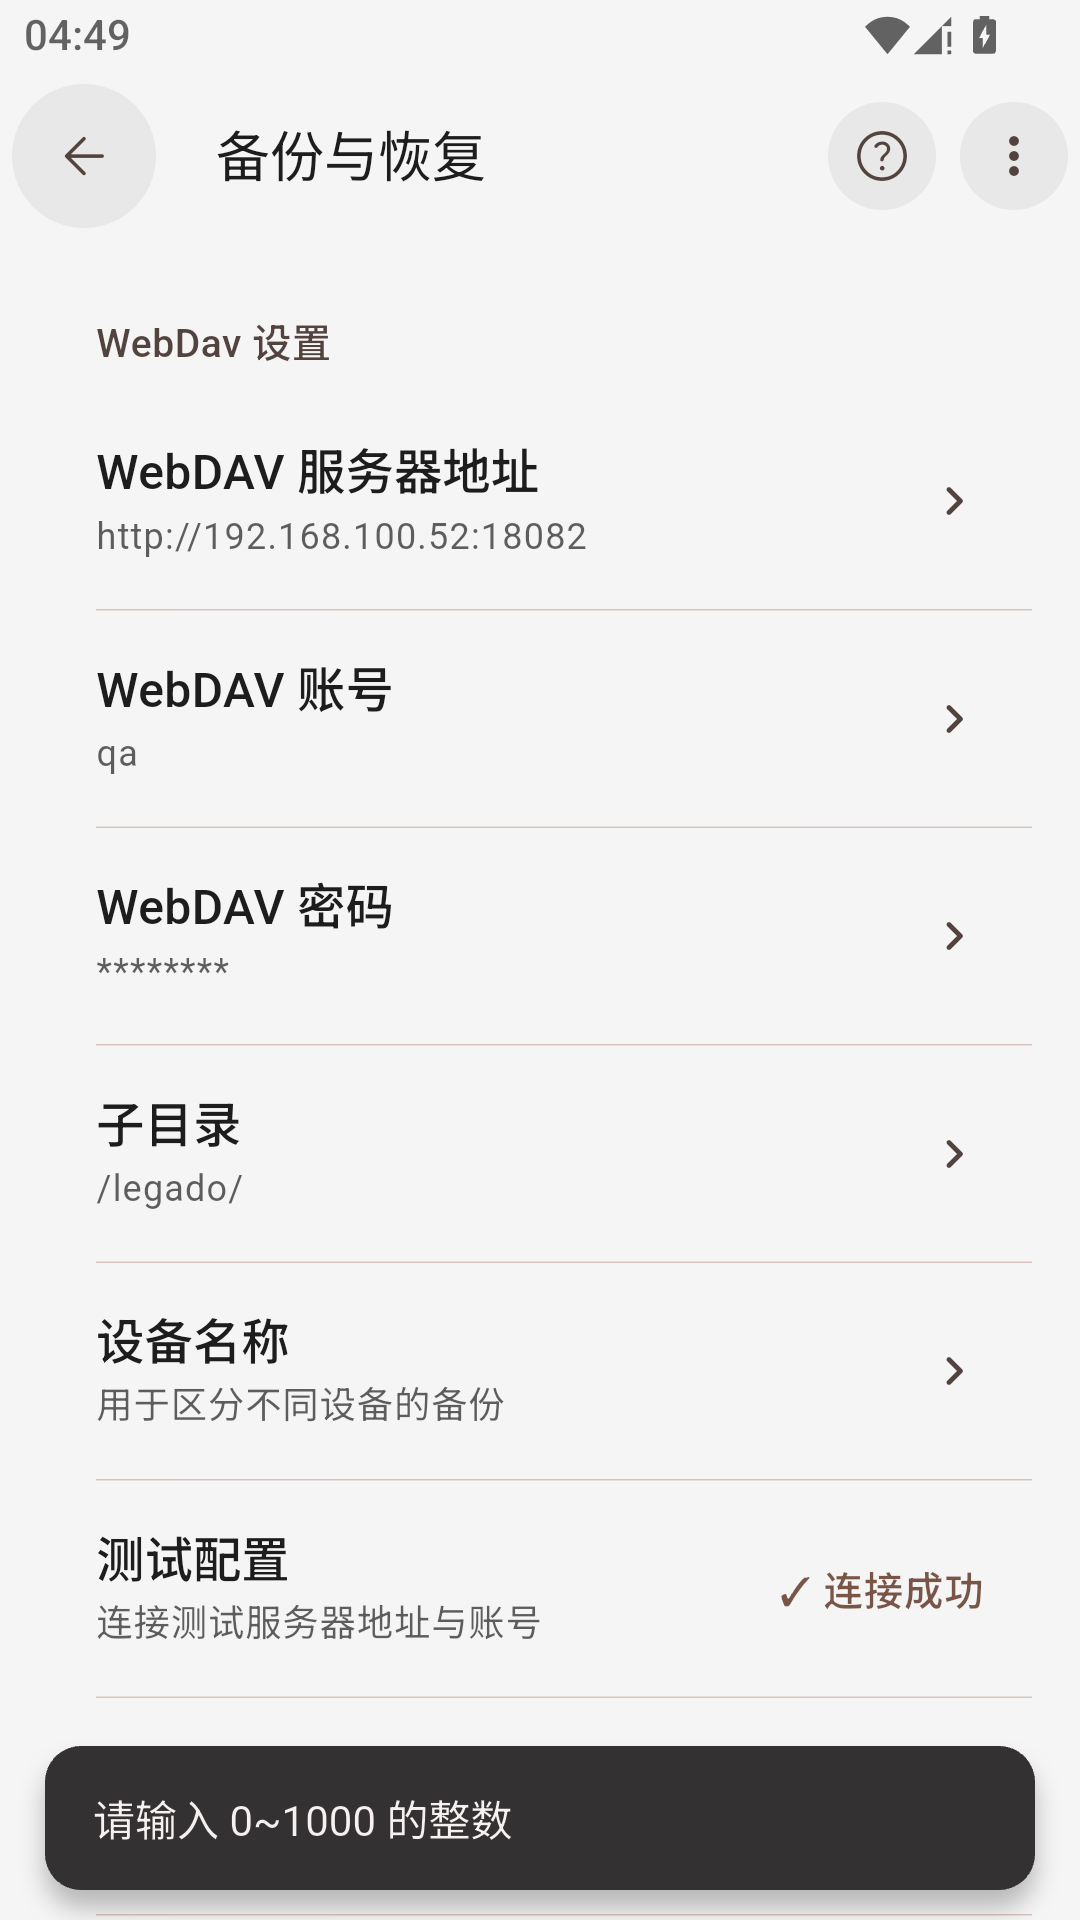 04:49
备份与恢复
WebDav 设置
WebDAV 服务器地址
http://192.168.100.52:18082
WebDAV 账号
qa
WebDAV 密码
********
子目录
/legado/
设备名称
用于区分不同设备的备份
测试配置
连接测试服务器地址与账号
✓ 连接成功
请输入 0~1000 的整数